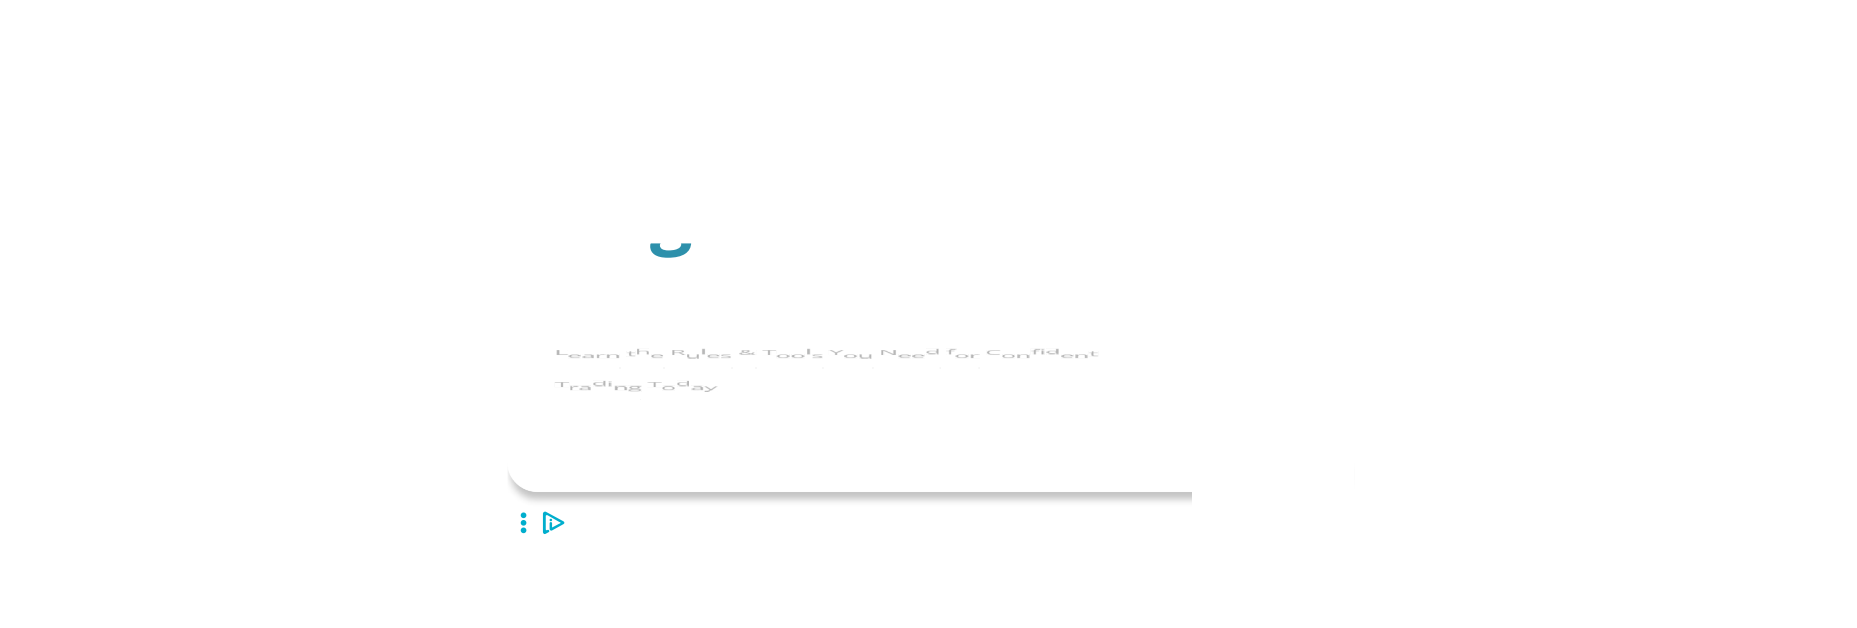 Learn the Rules & Tools You Need for Confident
Trading Today